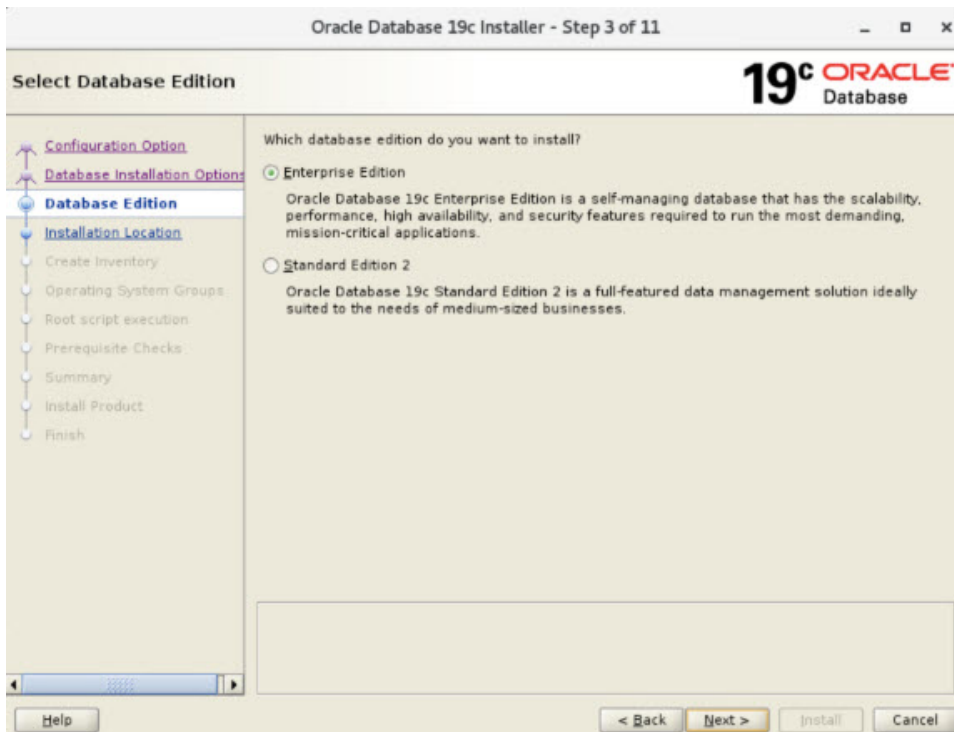 Oracle Database 19c Installer - Step 3 of 11
Select Database Edition
19c ORACLE
Database
Configuration Option
Database Installation Options
Database Edition
Installation Location
Create Inventory
Operating System Groups
Root script execution
Prerequisite Checks
Summary
Install Product
Finish
Which database edition do you want to install?
Enterprise Edition
Oracle Database 19c Enterprise Edition is a self-managing database that has the scalability,
performance, high availability, and security features required to run the most demanding,
mission-critical applications.
Standard Edition 2
Oracle Database 19c Standard Edition 2 is a full-featured data management solution ideally
suited to the needs of medium-sized businesses.
Help
< Back
Next >
Install
Cancel